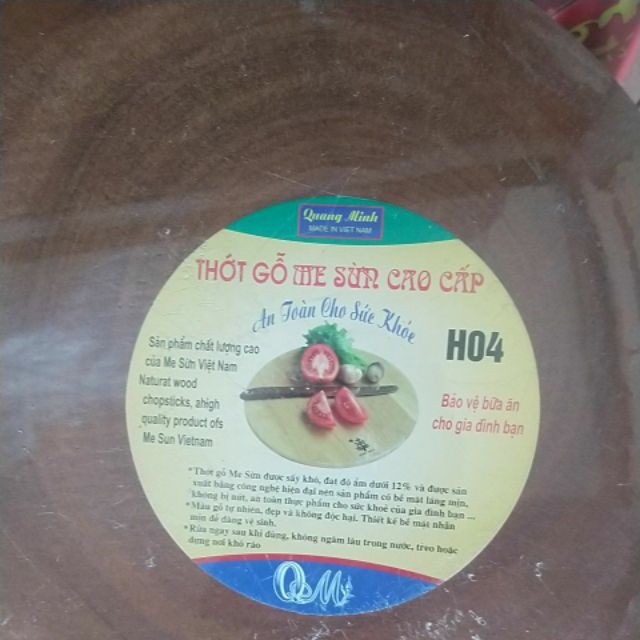 Quang Minh
MADE IN VIET NAM
THỚT GỖ ME SỪN CAO CẤP
An Toàn Cho Sức Khỏe
H04
Sản phẩm chất lượng cao
của Me Sừn Việt Nam
Naturat wood
chopsticks, ahigh
quality product ofs
Me Sun Vietnam
Bảo vệ bữa ăn
cho gia đình bạn
*Thớt gỗ Me Sừn được sấy khô, đạt độ ẩm dưới 12% và được sản
xuất bằng công nghệ hiện đại nên sản phẩm có bề mặt láng mịn,
không bị nứt, an toàn thực phẩm cho sức khoẻ của gia đình bạn ...
*Màu gỗ tự nhiên, đẹp và không độc hại. Thiết kế bề mặt nhẵn
mịn dễ dàng vệ sinh.
*Rửa ngay sau khi dùng, không ngâm lâu trong nước, treo hoặc
dựng nơi khô ráo
QM